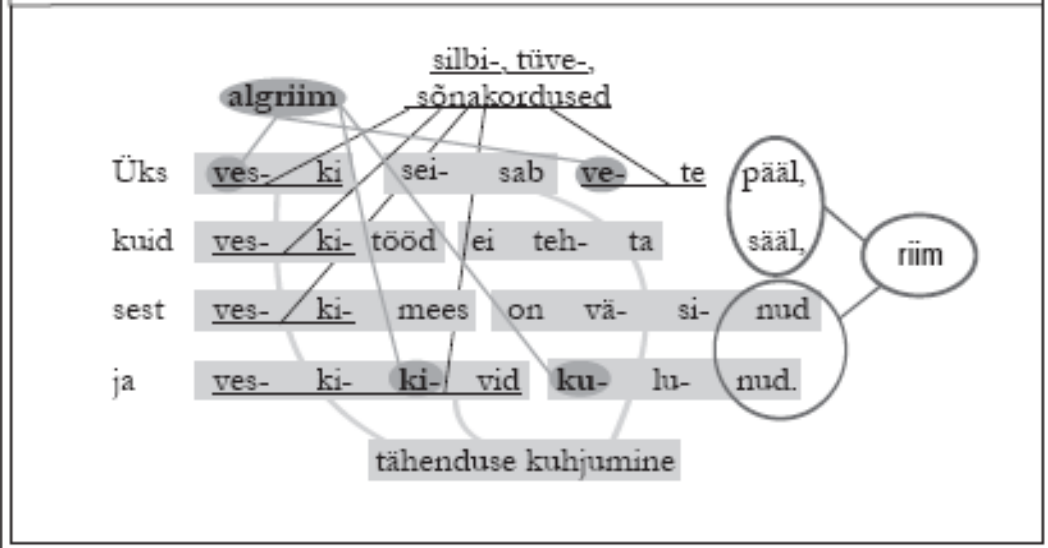 silbi-, tüve-,
algriim sõnakordused
Üks ves- ki sei- sab ve- te pääl,
kuid ves- ki- tööd ei teh- ta sääl,
riim
sest ves- ki- mees on vä- si- nud
ja ves- ki- ki- vid ku- lu- nud.
tähenduse kuhjumine